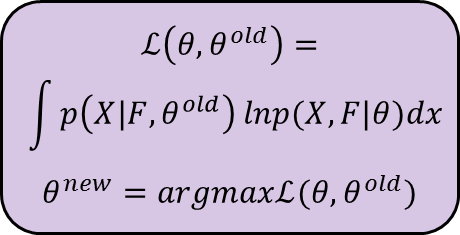 ℒ(θ, θ^old) =
∫ p(X|F, θ^old) lnp(X, F|θ)dx
θ^new = argmaxℒ(θ, θ^old)